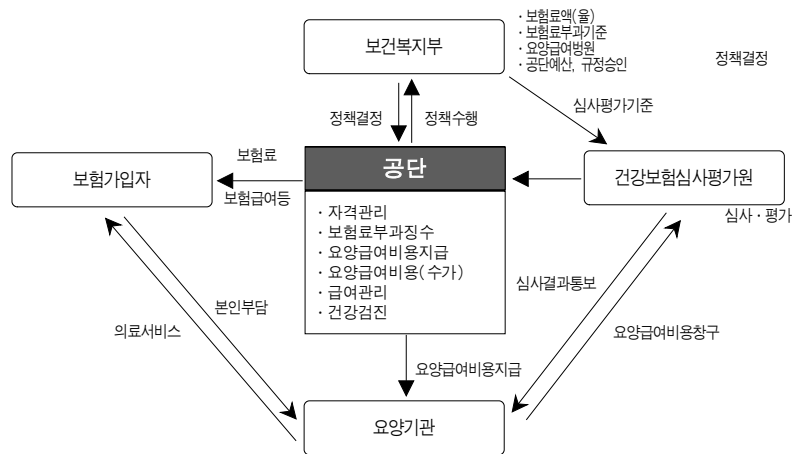 · 보험료액(율)
· 보험료부과기준
· 요양급여범원
· 공단예산, 규정승인
보건복지부
정책결정
정책결정
정책수행
심사평가기준
보험료
보험가입자
보험급여등
공단
건강보험심사평가원
심사 · 평가
· 자격관리
· 보험료부과징수
· 요양급여비용지급
· 요양급여비용(수가)
· 급여관리
· 건강검진
심사결과통보
본인부담
의료서비스
요양급여비용창구
요양급여비용지급
요양기관